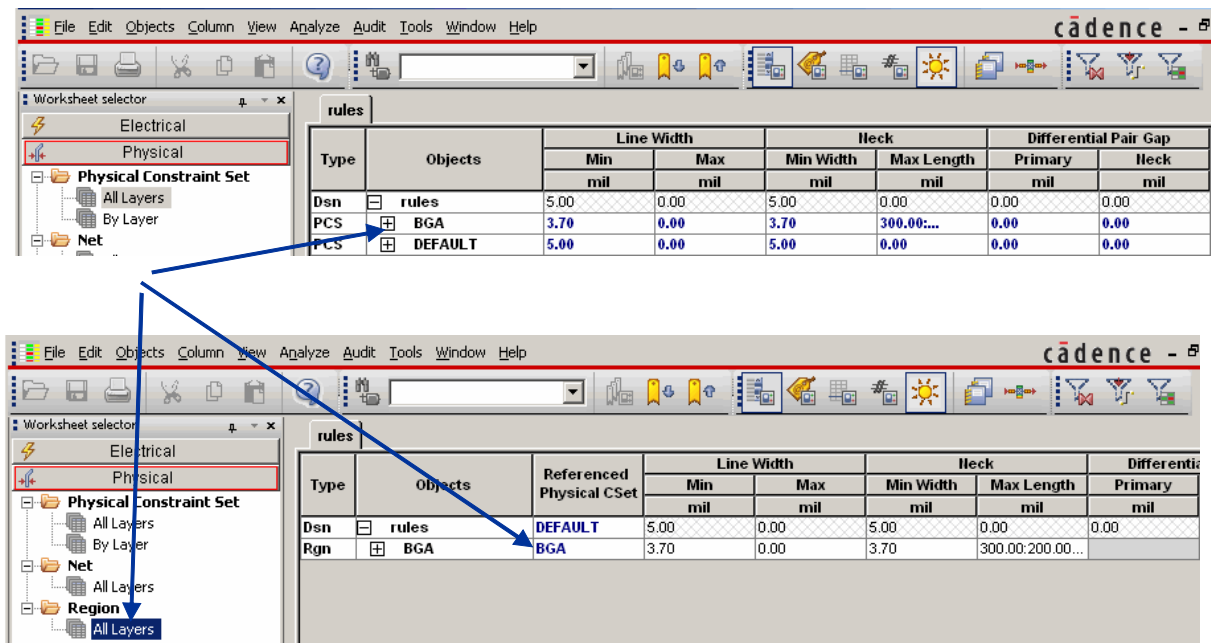 File Edit Objects Column View Analyze Audit Tools Window Help cādence
Worksheet selector
rules
Electrical
Physical
Physical Constraint Set
All Layers
By Layer
Net
Type Objects Line Width Neck Differential Pair Gap
Min Max Min Width Max Length Primary Neck
mil mil mil mil mil mil
Dsn rules 5.00 0.00 5.00 0.00 0.00 0.00
PCS BGA 3.70 0.00 3.70 300.00:... 0.00 0.00
PCS DEFAULT 5.00 0.00 5.00 0.00 0.00 0.00
File Edit Objects Column View Analyze Audit Tools Window Help cādence
Worksheet selector
rules
Electrical
Physical
Physical Constraint Set
All Layers
By Layer
Net
All Layers
Region
All Layers
Type Objects Referenced Physical CSet Line Width Neck Differentia
Min Max Min Width Max Length Primary
mil mil mil mil mil
Dsn rules DEFAULT 5.00 0.00 5.00 0.00 0.00
Rgn BGA BGA 3.70 0.00 3.70 300.00:200.00...